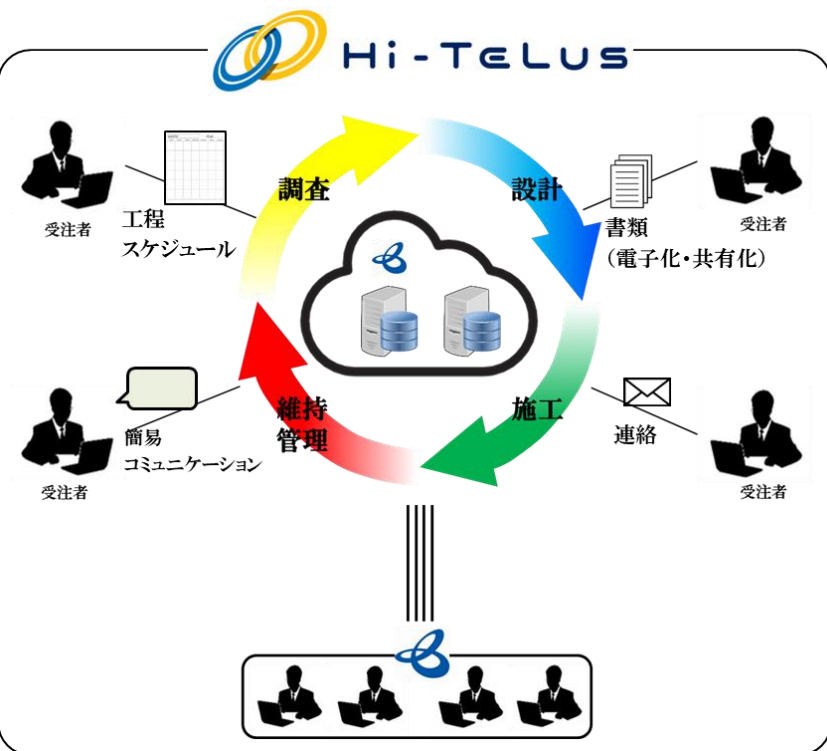 Hi-TeLus
調査
設計
工程
スケジュール
受注者
書類
(電子化・共有化)
受注者
維持
管理
施工
簡易
コミュニケーション
受注者
連絡
受注者